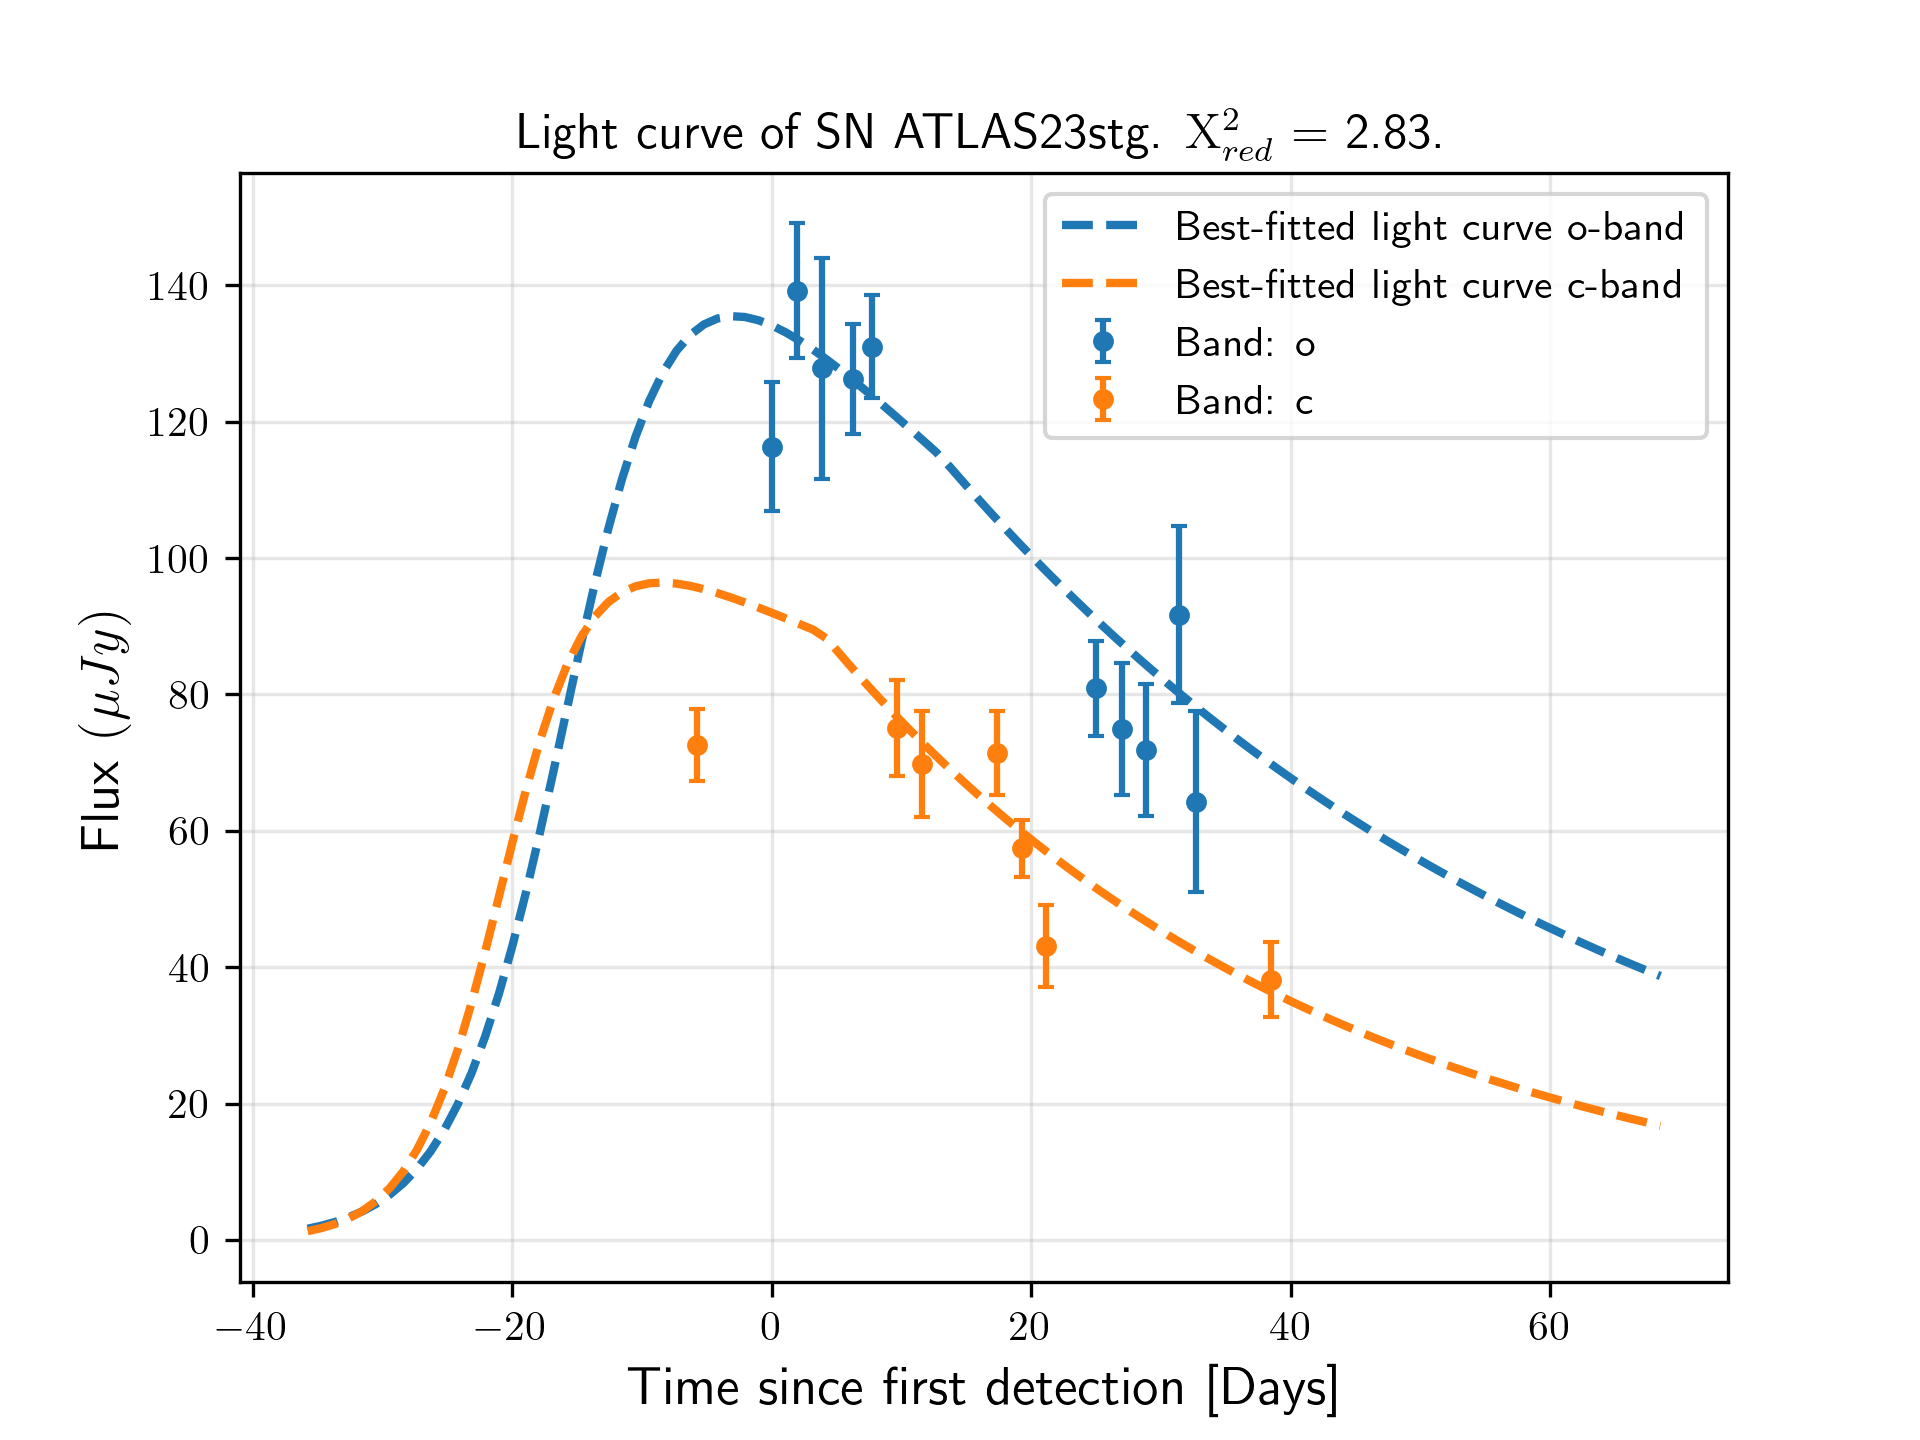 Light curve of SN ATLAS23stg. X²red = 2.83.
Best-fitted light curve o-band
Best-fitted light curve c-band
Band: o
Band: c
140
120
100
80
60
40
20
0
Flux (μJy)
−40 −20 0 20 40 60
Time since first detection [Days]